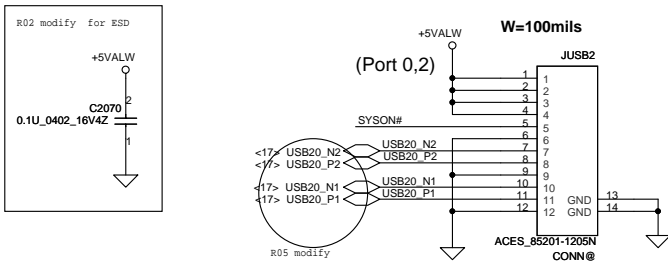 R02 modify for ESD
+5VALW
C2070
2
0.1U_0402_16V4Z
1
W=100mils
+5VALW
JUSB2
(Port 0,2)
1 1
2 2
3 3
4 4
SYSON# 5 5
6 6
<17> USB20_N2 USB20_N2 7 7
<17> USB20_P2 USB20_P2 8 8
9 9
<17> USB20_N1 USB20_N1 10 10
<17> USB20_P1 USB20_P1 11 11 GND 13
12 12 GND 14
R05 modify
ACES_85201-1205N
CONN@